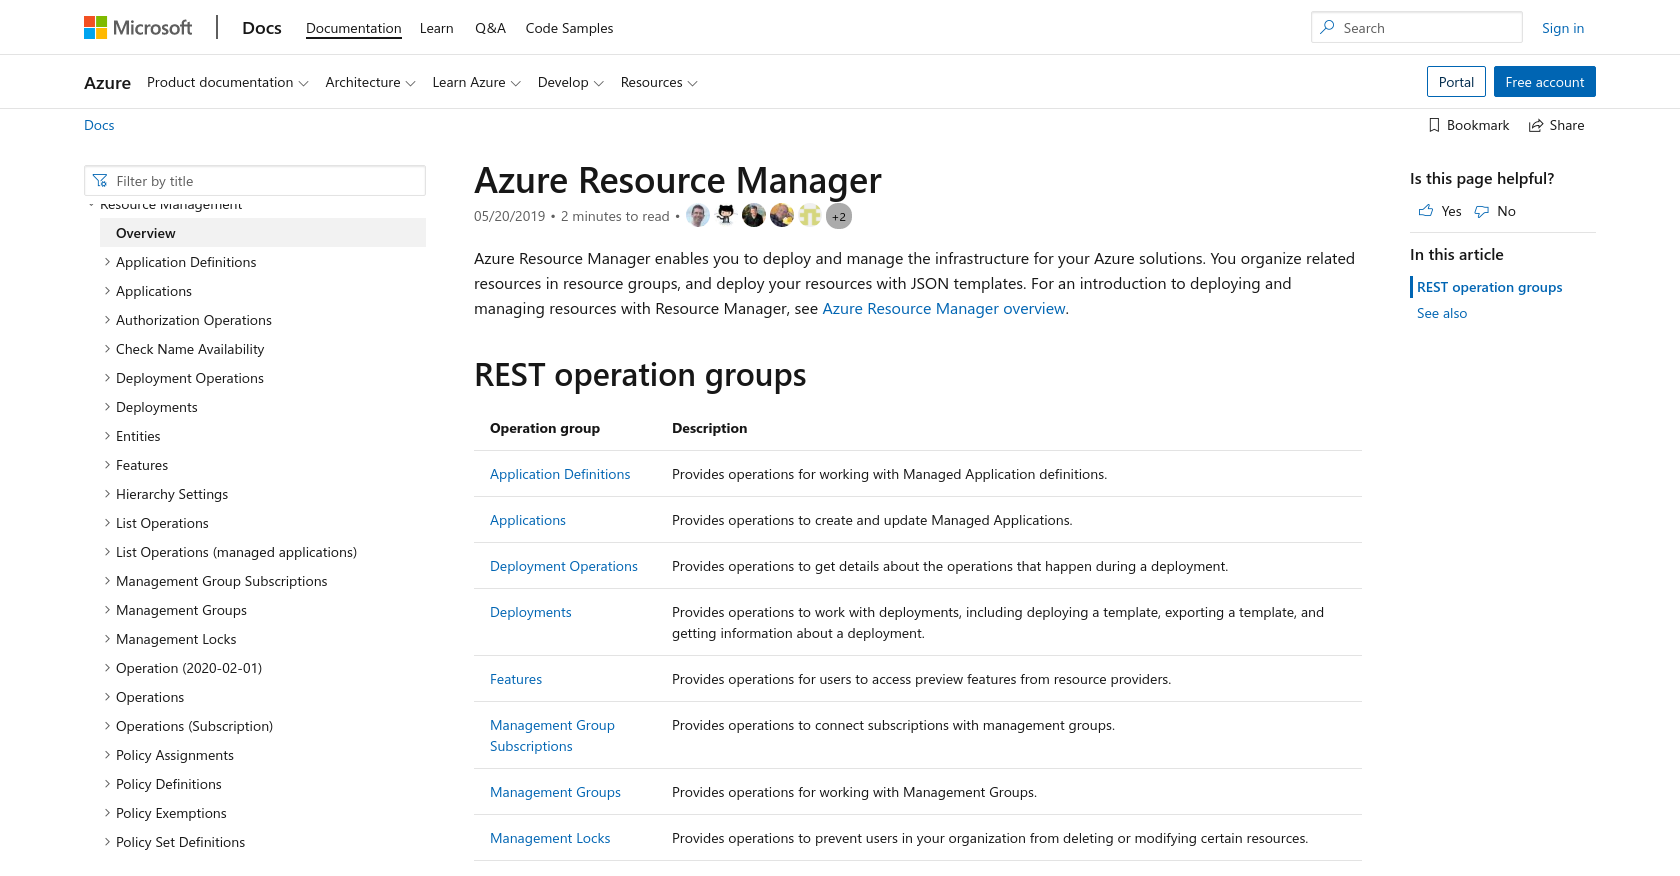 Microsoft
Docs
Documentation
Learn
Q&A
Code Samples
Search
Sign in
Azure
Product documentation
Architecture
Learn Azure
Develop
Resources
Portal
Free account
Docs
Bookmark
Share
Filter by title
Resource Management
Overview
Application Definitions
Applications
Authorization Operations
Check Name Availability
Deployment Operations
Deployments
Entities
Features
Hierarchy Settings
List Operations
List Operations (managed applications)
Management Group Subscriptions
Management Groups
Management Locks
Operation (2020-02-01)
Operations
Operations (Subscription)
Policy Assignments
Policy Definitions
Policy Exemptions
Policy Set Definitions
Azure Resource Manager
05/20/2019 • 2 minutes to read • +2
Azure Resource Manager enables you to deploy and manage the infrastructure for your Azure solutions. You organize related
resources in resource groups, and deploy your resources with JSON templates. For an introduction to deploying and
managing resources with Resource Manager, see Azure Resource Manager overview.
REST operation groups
Operation group Description
Application Definitions Provides operations for working with Managed Application definitions.
Applications Provides operations to create and update Managed Applications.
Deployment Operations Provides operations to get details about the operations that happen during a deployment.
Deployments Provides operations to work with deployments, including deploying a template, exporting a template, and
getting information about a deployment.
Features Provides operations for users to access preview features from resource providers.
Management Group Provides operations to connect subscriptions with management groups.
Subscriptions
Management Groups Provides operations for working with Management Groups.
Management Locks Provides operations to prevent users in your organization from deleting or modifying certain resources.
Is this page helpful?
Yes No
In this article
REST operation groups
See also